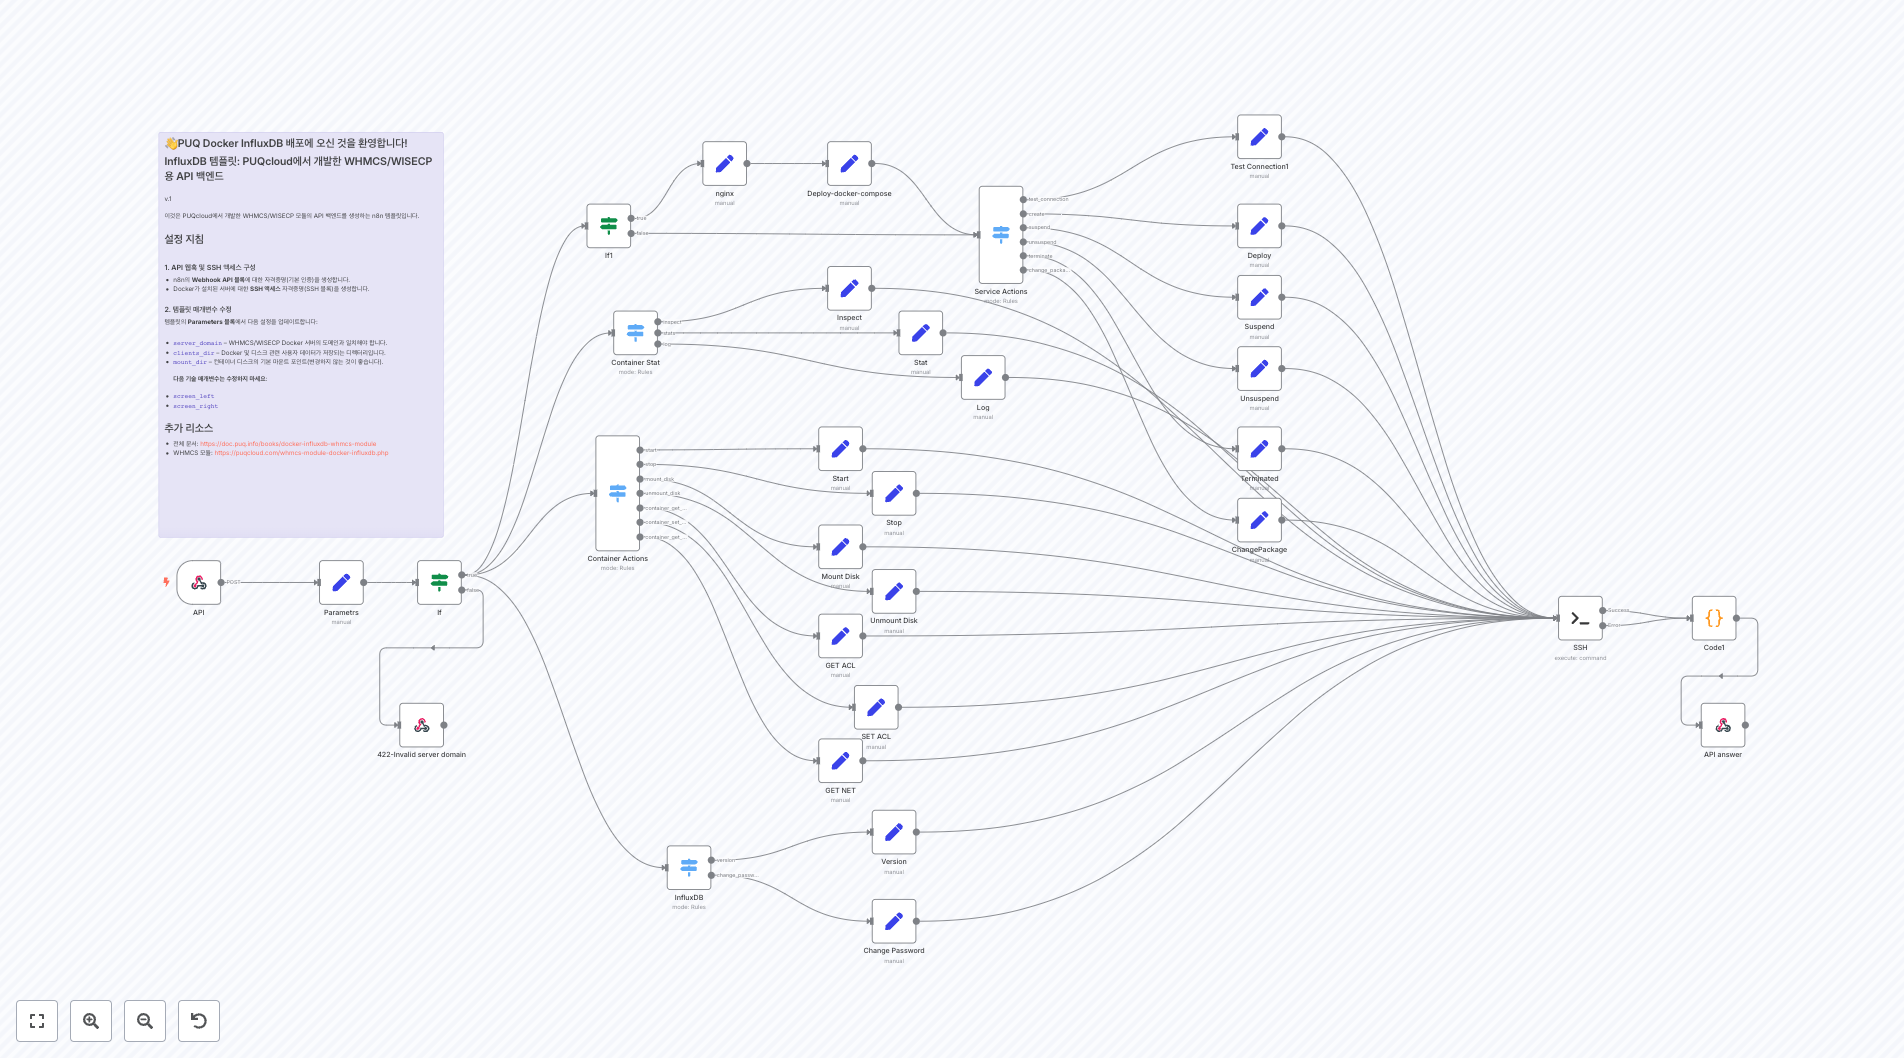 👋PUQ Docker InfluxDB 배포에 오신 것을 환영합니다!
InfluxDB 템플릿: PUQcloud에서 개발한 WHMCS/WISECP
용 API 백엔드
v.1
이것은 PUQcloud에서 개발한 WHMCS/WISECP 모듈의 API 백엔드를 생성하는 n8n 템플릿입니다.
설정 지침
1. API 웹훅 및 SSH 액세스 구성
• n8n의 Webhook API 블록에 대한 자격증명(기본 인증)을 생성합니다.
• Docker가 설치된 서버에 대한 SSH 액세스 자격증명(SSH 블록)을 생성합니다.
2. 템플릿 매개변수 수정
템플릿의 Parameters 블록에서 다음 설정을 업데이트합니다:
• server_domain – WHMCS/WISECP Docker 서버의 도메인과 일치해야 합니다.
• clients_dir – Docker 및 디스크 관련 사용자 데이터가 저장되는 디렉터리입니다.
• mount_dir – 컨테이너 디스크의 기본 마운트 포인트(변경하지 않는 것이 좋습니다).
다음 기술 매개변수는 수정하지 마세요:
• screen_left
• screen_right
추가 리소스
• 전체 문서: https://doc.puq.info/books/docker-influxdb-whmcs-module
• WHMCS 모듈: https://puqcloud.com/whmcs-module-docker-influxdb.php
API
POST
Parametrs
manual
If
true
false
422-Invalid server domain
If1
true
false
nginx
manual
Deploy-docker-compose
manual
Service Actions
mode: Rules
test_connection
create
suspend
unsuspend
terminate
change_packa...
Container Stat
mode: Rules
inspect
stats
log
Inspect
manual
Stat
manual
Log
manual
Container Actions
mode: Rules
start
stop
mount_disk
unmount_disk
container_get_...
container_set_...
container_get_...
Start
manual
Stop
manual
Mount Disk
manual
Unmount Disk
manual
GET ACL
manual
SET ACL
manual
GET NET
manual
InfluxDB
mode: Rules
version
change_passw...
Version
manual
Change Password
manual
Test Connection1
manual
Deploy
manual
Suspend
manual
Unsuspend
manual
Terminated
manual
ChangePackage
manual
SSH
execute: command
Success
Error
Code1
API answer